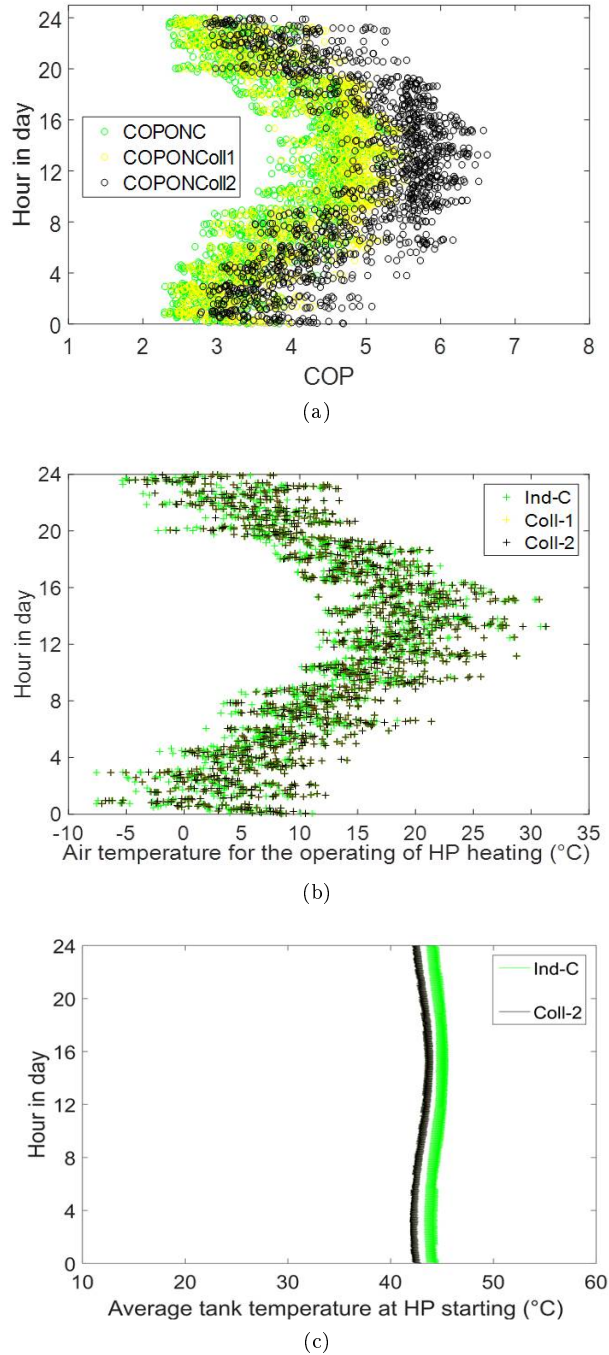 24
20
16
12
8
4
0
Hour in day
COPONC
COPONColl1
COPONColl2
1 2 3 4 5 6 7 8
COP
(a)
24
20
16
12
8
4
0
Hour in day
Ind-C
Coll-1
Coll-2
-10 -5 0 5 10 15 20 25 30 35
Air temperature for the operating of HP heating (°C)
(b)
24
20
16
12
8
4
0
Hour in day
Ind-C
Coll-2
10 20 30 40 50 60
Average tank temperature at HP starting (°C)
(c)